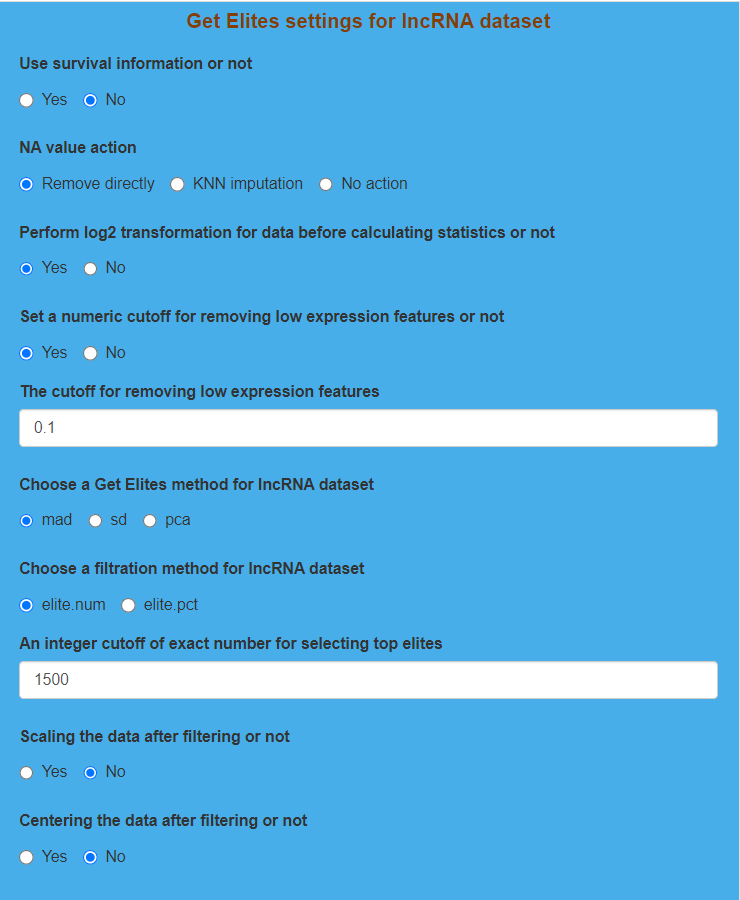 Get Elites settings for lncRNA dataset
Use survival information or not
Yes No
NA value action
Remove directly KNN imputation No action
Perform log2 transformation for data before calculating statistics or not
Yes No
Set a numeric cutoff for removing low expression features or not
Yes No
The cutoff for removing low expression features
0.1
Choose a Get Elites method for lncRNA dataset
mad sd pca
Choose a filtration method for lncRNA dataset
elite.num elite.pct
An integer cutoff of exact number for selecting top elites
1500
Scaling the data after filtering or not
Yes No
Centering the data after filtering or not
Yes No